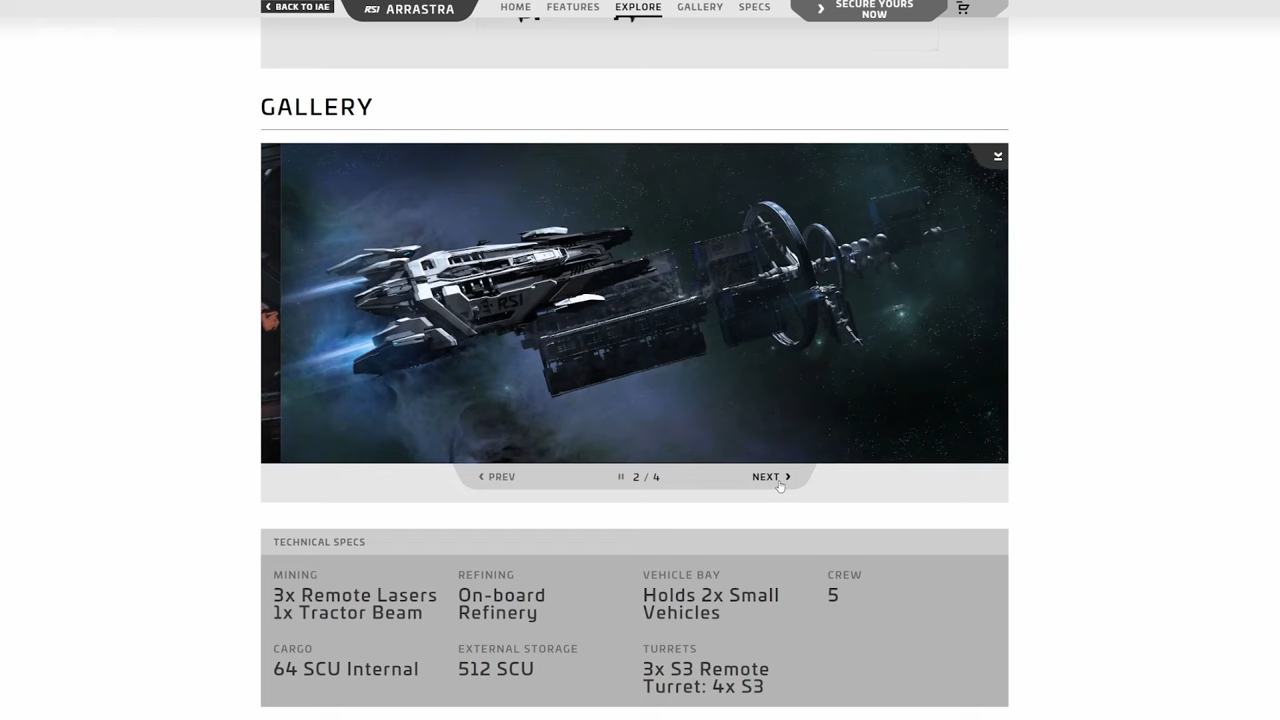 BACK TO IAE
RSI ARRASTRA
HOME
FEATURES
EXPLORE
GALLERY
SPECS
SECURE YOURS
NOW
GALLERY
RSI
PREV
2 / 4
NEXT
TECHNICAL SPECS
MINING
3x Remote Lasers
1x Tractor Beam
REFINING
On-board
Refinery
VEHICLE BAY
Holds 2x Small
Vehicles
CREW
5
CARGO
64 SCU Internal
EXTERNAL STORAGE
512 SCU
TURRETS
3x S3 Remote
Turret: 4x S3